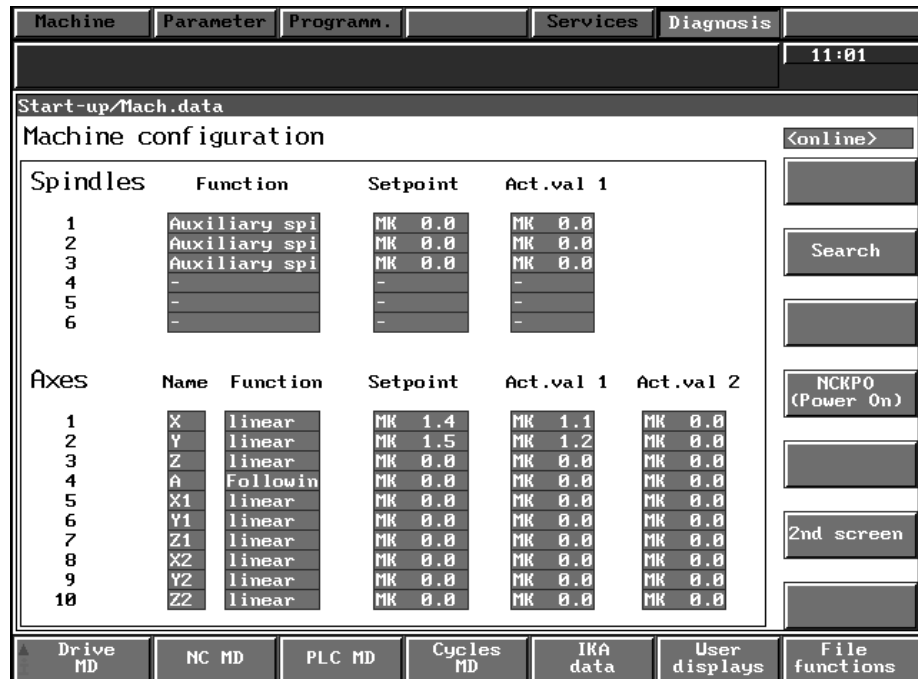 Machine Parameter Programm. Services Diagnosis
11:01
Start-up/Mach.data
Machine configuration
<online>
Spindles Function Setpoint Act.val 1
1 Auxiliary spi MK 0.0 MK 0.0
2 Auxiliary spi MK 0.0 MK 0.0
3 Auxiliary spi MK 0.0 MK 0.0
4 - - -
5 - - -
6 - - -
Search
Axes Name Function Setpoint Act.val 1 Act.val 2
1 X linear MK 1.4 MK 1.1 MK 0.0
2 Y linear MK 1.5 MK 1.2 MK 0.0
3 Z linear MK 0.0 MK 0.0 MK 0.0
4 A Followin MK 0.0 MK 0.0 MK 0.0
5 X1 linear MK 0.0 MK 0.0 MK 0.0
6 Y1 linear MK 0.0 MK 0.0 MK 0.0
7 Z1 linear MK 0.0 MK 0.0 MK 0.0
8 X2 linear MK 0.0 MK 0.0 MK 0.0
9 Y2 linear MK 0.0 MK 0.0 MK 0.0
10 Z2 linear MK 0.0 MK 0.0 MK 0.0
NCKPO
(Power On)
2nd screen
Drive
MD
NC MD
PLC MD
Cycles
MD
IKA
data
User
displays
File
functions